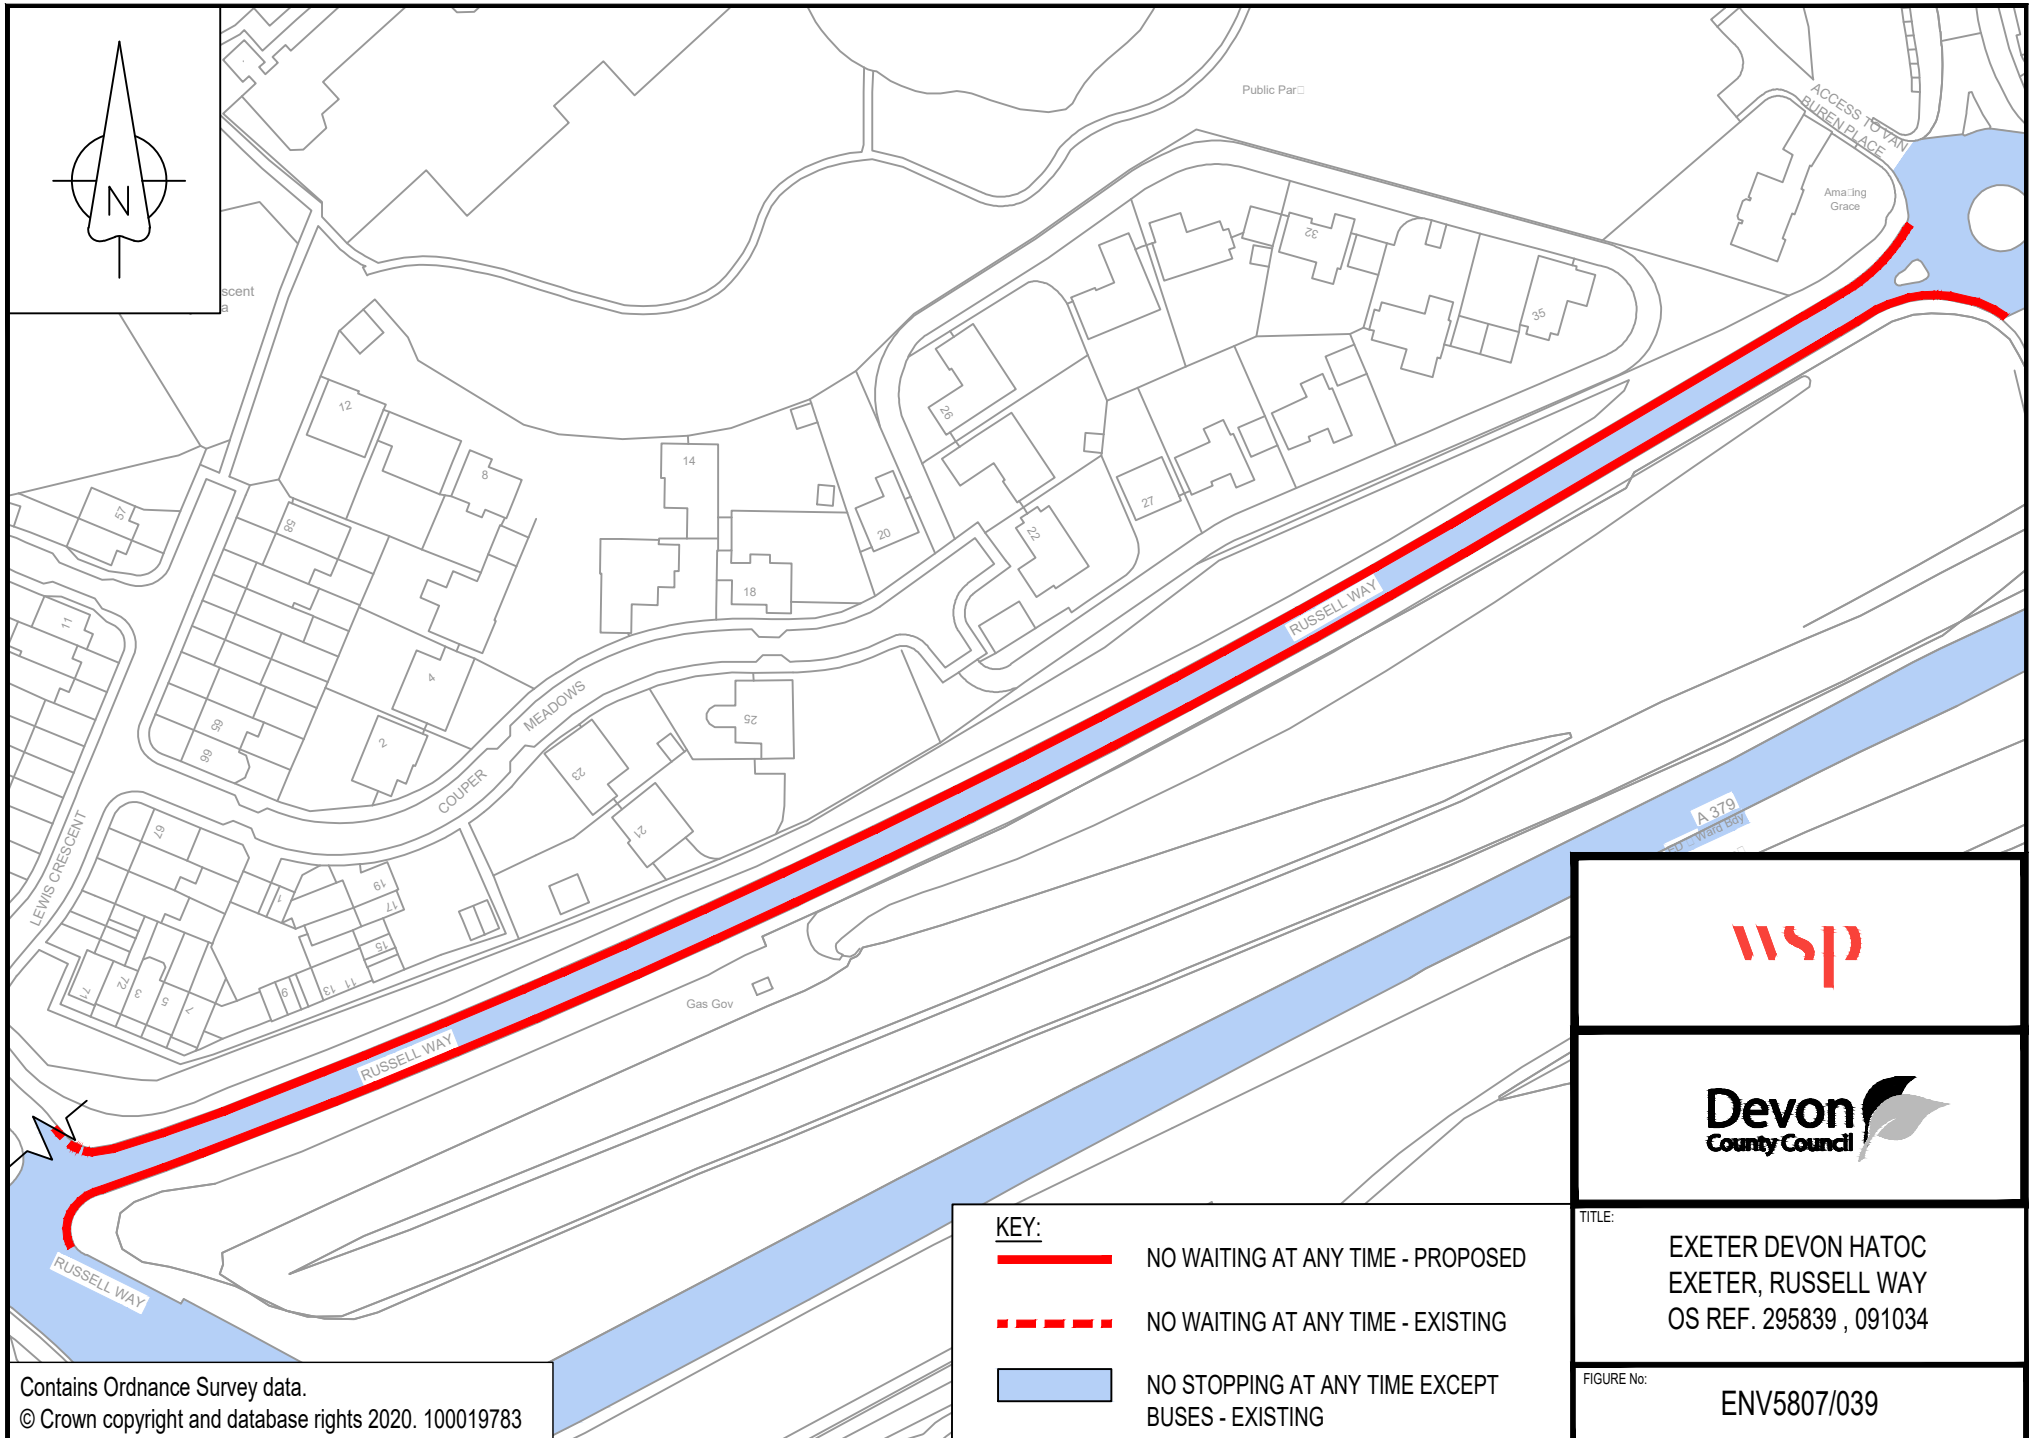 N
Public Par□
ACCESS TO VAN
BUREN PLACE
Ama□ing
Grace
scent
a
32
35
12
26
8
14
57
58
20
27
22
18
11
4
65
66
2
MEADOWS
25
COUPER
23
21
67
LEWIS CRESCENT
1
19
17
15
71
72
3
5
7
9
13
11
RUSSELL WAY
A 379
ED □ Ward Bdy
Gas Gov
RUSSELL WAY
RUSSELL WAY
wsp
Devon
County Council
KEY:
NO WAITING AT ANY TIME - PROPOSED
NO WAITING AT ANY TIME - EXISTING
NO STOPPING AT ANY TIME EXCEPT
BUSES - EXISTING
TITLE:
EXETER DEVON HATOC
EXETER, RUSSELL WAY
OS REF. 295839 , 091034
FIGURE No:
ENV5807/039
Contains Ordnance Survey data.
© Crown copyright and database rights 2020. 100019783